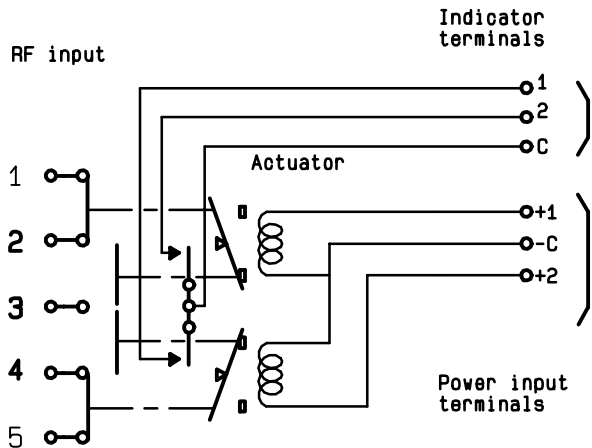 Indicator
terminals
RF input
1
2
C
Actuator
1
2
3
4
5
+1
-C
+2
Power input
terminals